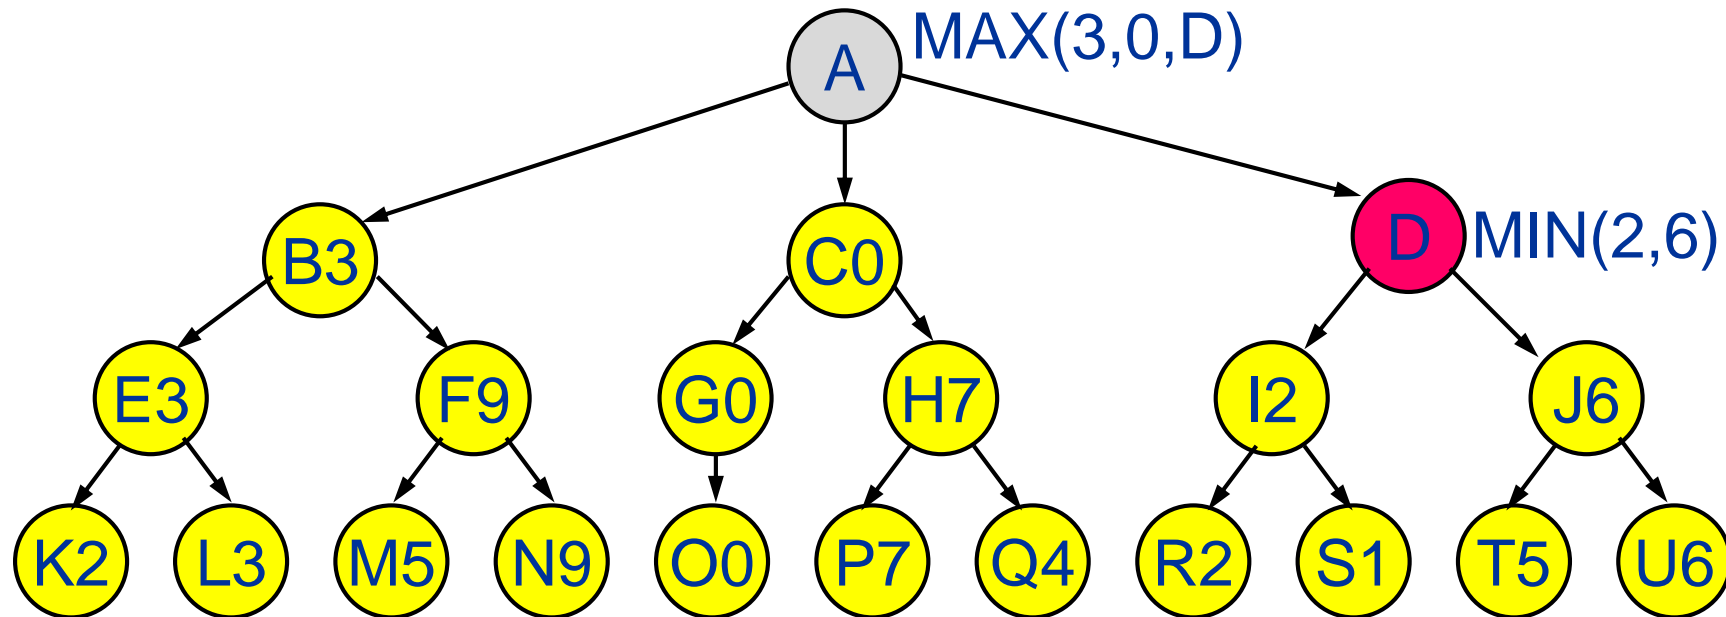 A MAX(3,0,D)
B3 C0 D MIN(2,6)
E3 F9 G0 H7 I2 J6
K2 L3 M5 N9 O0 P7 Q4 R2 S1 T5 U6